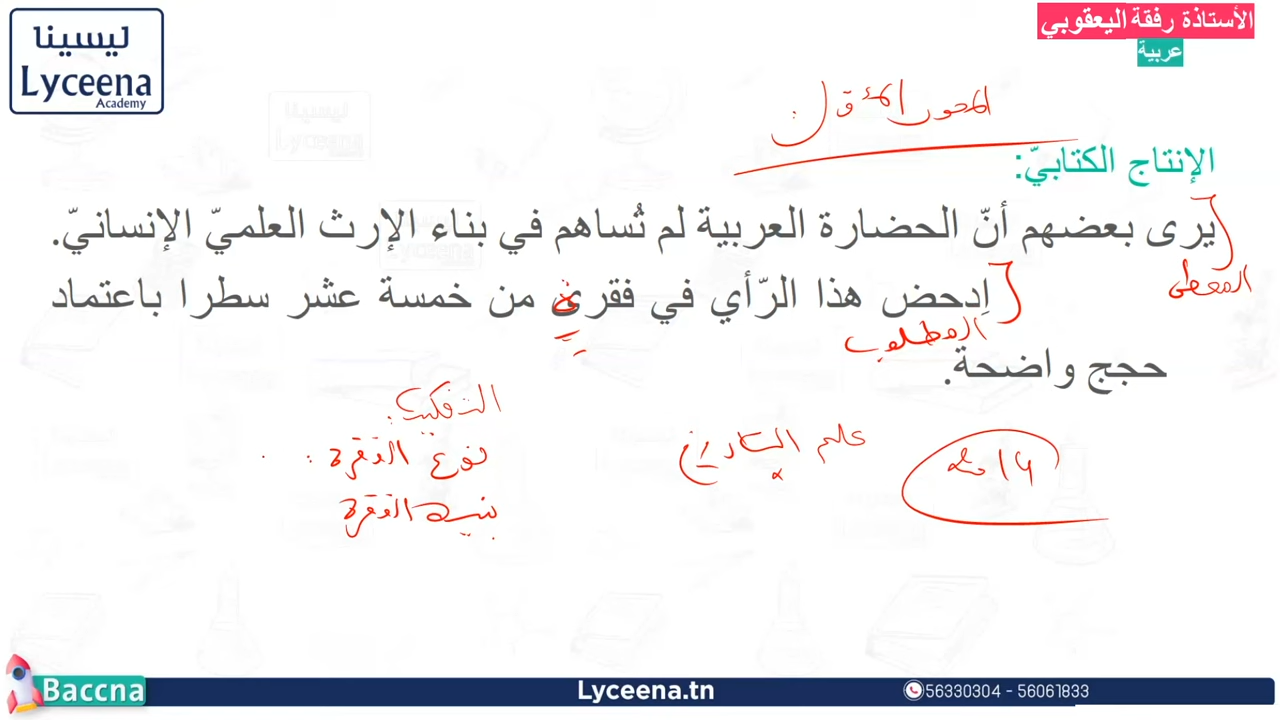 ليسينا
Lyceena
Academy
الأستاذة رفقة اليعقوبي
عربية
المحور الأول:
الإنتاج الكتابيّ:
يرى بعضهم أنّ الحضارة العربية لم تُساهم في بناء الإرث العلميّ الإنسانيّ.
المعطى
اِدحض هذا الرّأي في فقرة من خمسة عشر سطرا باعتماد
المطلوب
حجج واضحة.
التفكيك:
علم التاريخ
نوع الفقرة:
بنية الفقرة
Baccna
Lyceena.tn
56330304 - 56061833